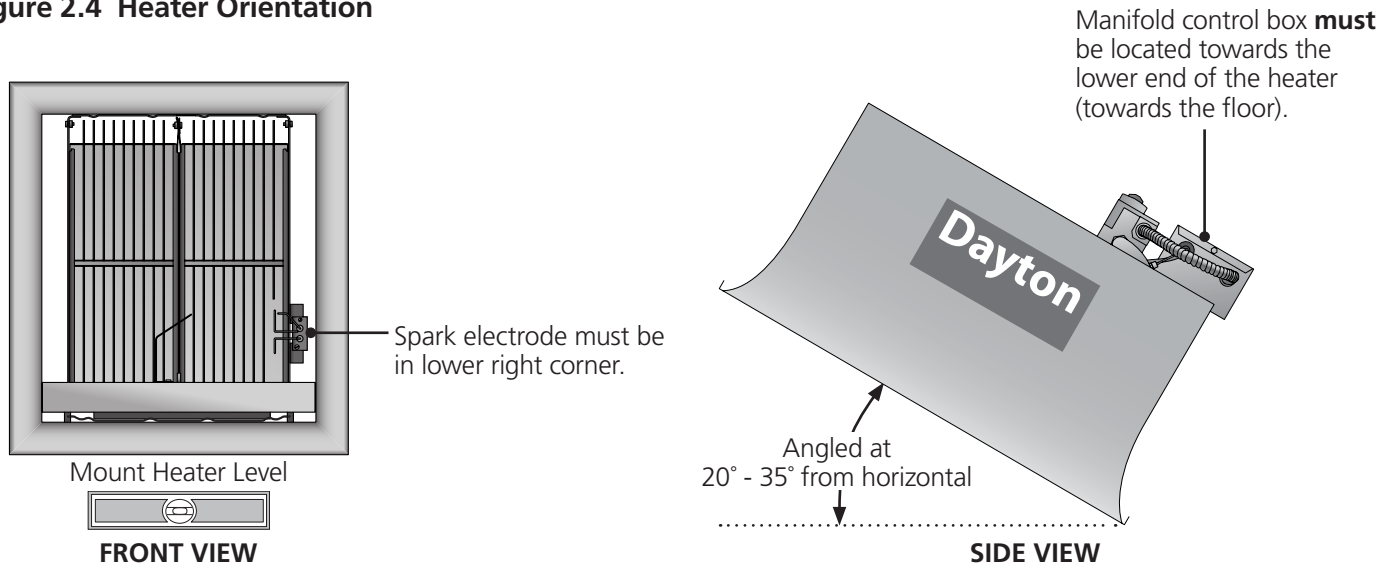 gure 2.4 Heater Orientation
Manifold control box must
be located towards the
lower end of the heater
(towards the floor).
Dayton
Spark electrode must be
in lower right corner.
Angled at
20˚ - 35˚ from horizontal
Mount Heater Level
FRONT VIEW
SIDE VIEW